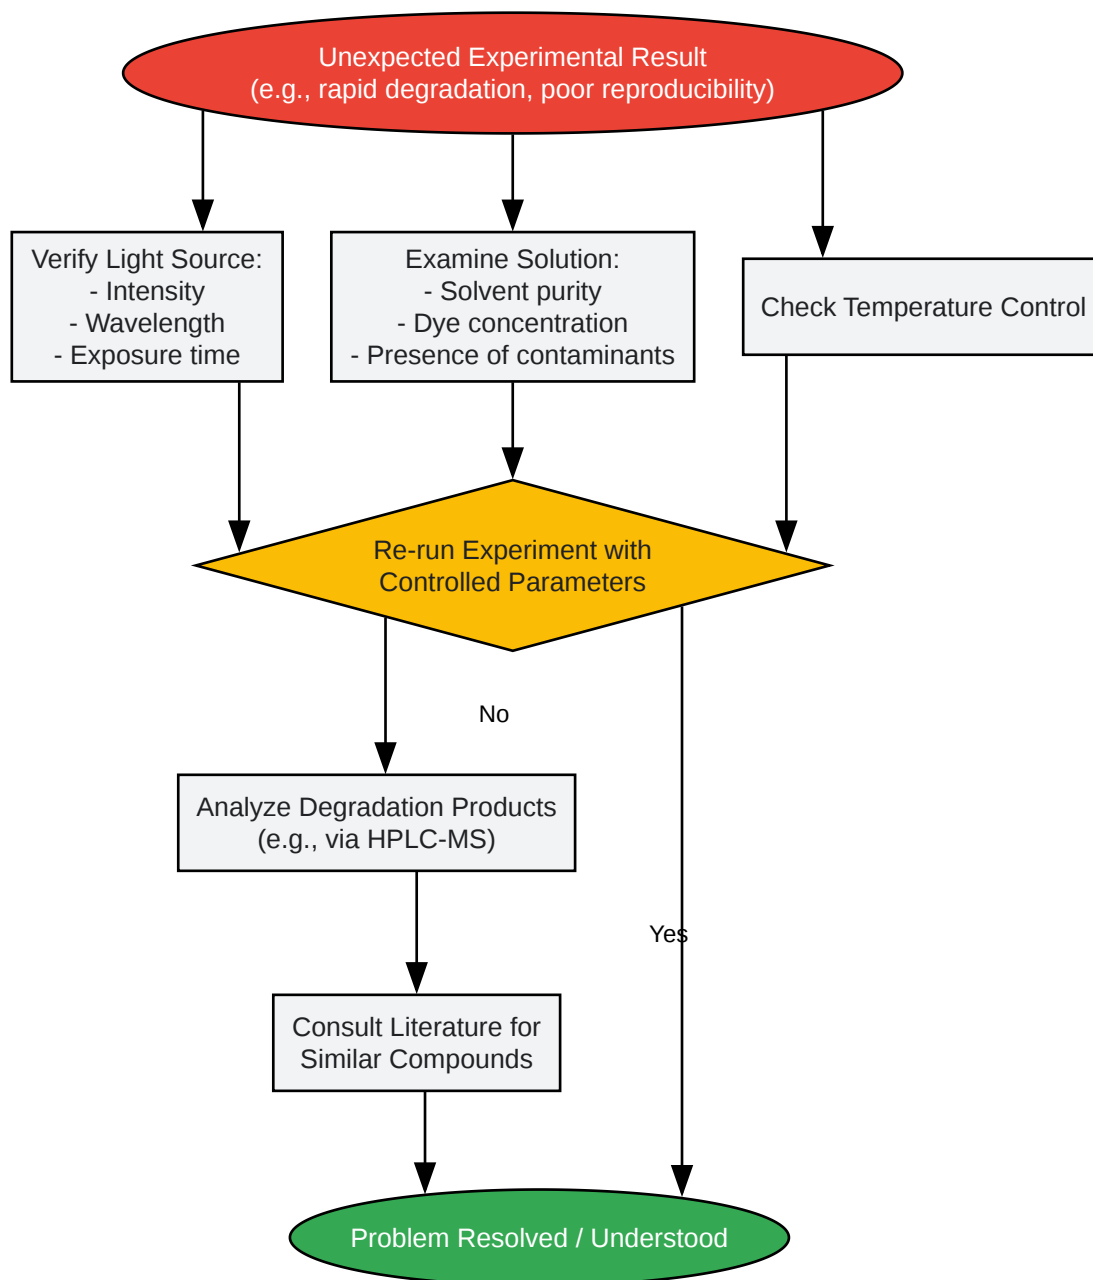 Unexpected Experimental Result
(e.g., rapid degradation, poor reproducibility)
Verify Light Source:
- Intensity
- Wavelength
- Exposure time
Examine Solution:
- Solvent purity
- Dye concentration
- Presence of contaminants
Check Temperature Control
Re-run Experiment with
Controlled Parameters
No
Analyze Degradation Products
(e.g., via HPLC-MS)
Yes
Consult Literature for
Similar Compounds
Problem Resolved / Understood